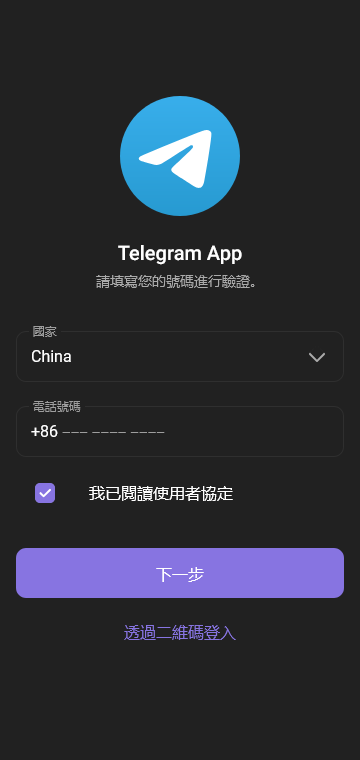 Telegram App
請填寫您的號碼進行驗證。
國家
China
電話號碼
+86 --- ---- ----
我已閱讀使用者協定
下一步
透過二維碼登入